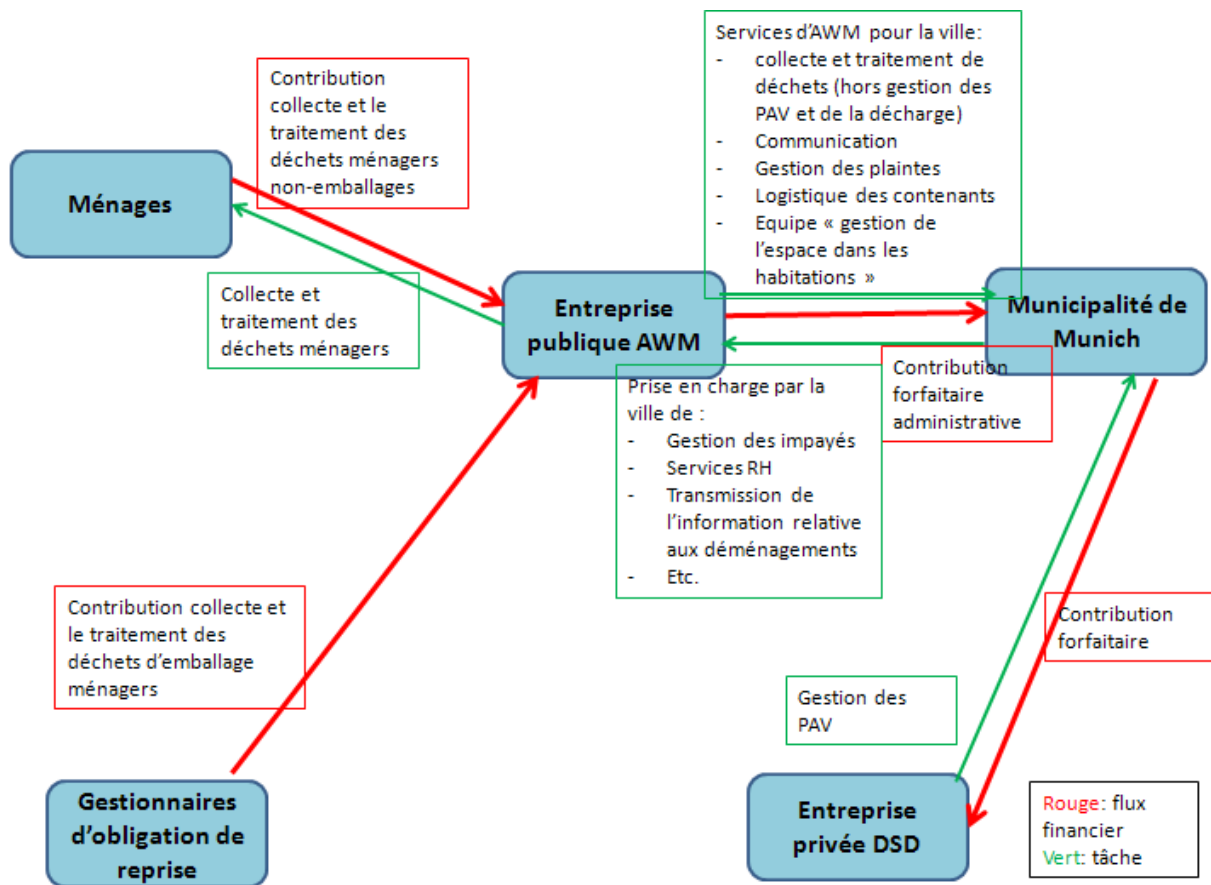 Services d'AWM pour la ville:
- collecte et traitement de
déchets (hors gestion des
PAV et de la décharge)
- Communication
- Gestion des plaintes
- Logistique des contenants
- Equipe « gestion de
l'espace dans les
habitations »
Contribution
collecte et le
traitement des
déchets ménagers
non-emballages
Ménages
Collecte et
traitement des
déchets ménagers
Entreprise
publique AWM
Municipalité de
Munich
Prise en charge par la
ville de :
- Gestion des impayés
- Services RH
- Transmission de
l'information relative
aux déménagements
- Etc.
Contribution
forfaitaire
administrative
Contribution collecte et
le traitement des
déchets d'emballage
ménagers
Contribution
forfaitaire
Gestion des
PAV
Gestionnaires
d'obligation de
reprise
Entreprise
privée DSD
Rouge: flux
financier
Vert: tâche